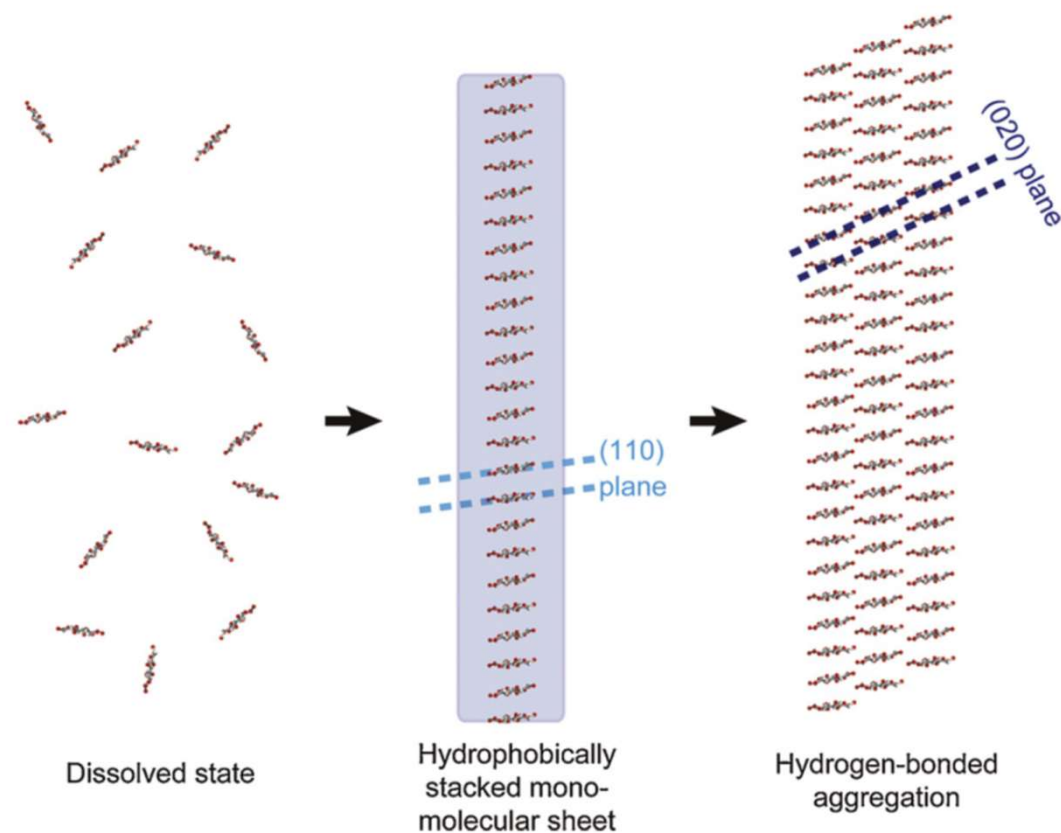 (020) plane
(110)
plane
Dissolved state
Hydrophobically
stacked mono-
molecular sheet
Hydrogen-bonded
aggregation